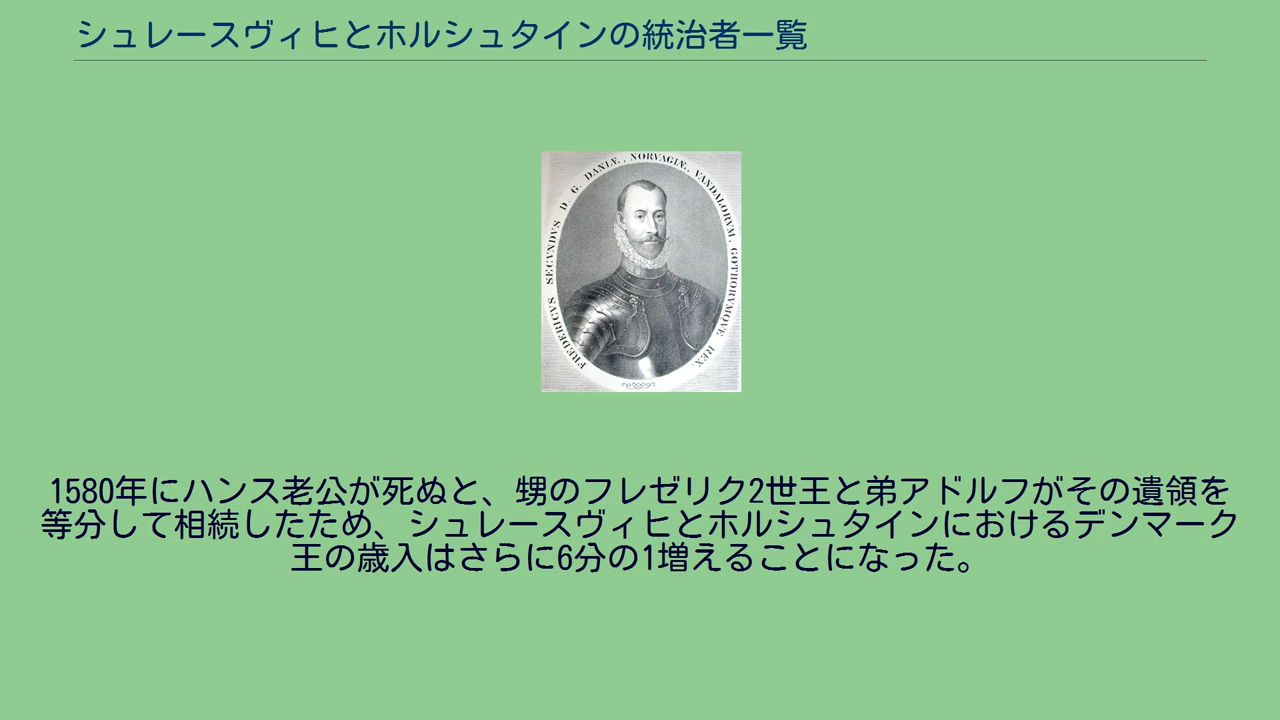 シュレースヴィヒとホルシュタインの統治者一覧
FREDERICVS SECVNDVS D. G. DANIÆ, NORVAGIÆ, VANDALORVM, GOTHORVMQVE REX.
1580年にハンス老公が死ぬと、甥のフレゼリク2世王と弟アドルフがその遺領を
等分して相続したため、シュレースヴィヒとホルシュタインにおけるデンマーク
王の歳入はさらに6分の1増えることになった。